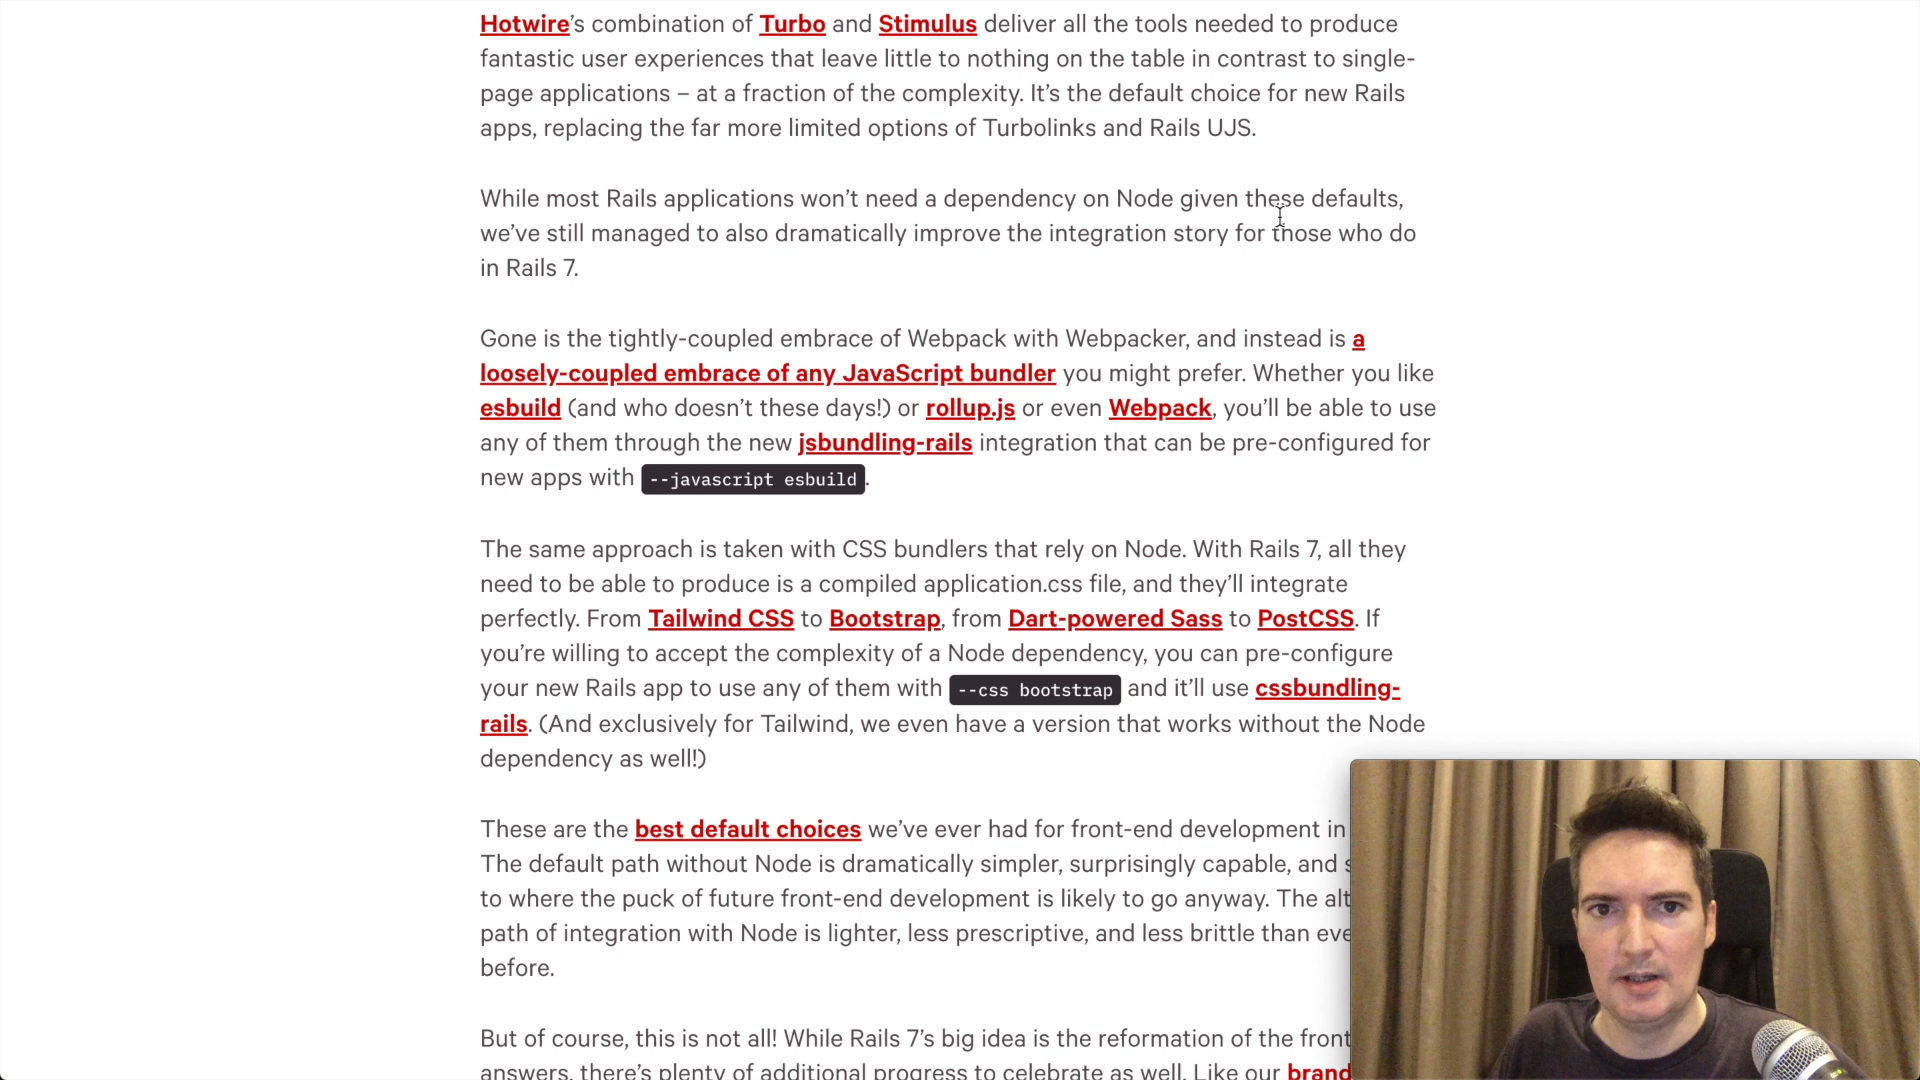 Hotwire’s combination of Turbo and Stimulus deliver all the tools needed to produce
fantastic user experiences that leave little to nothing on the table in contrast to single-
page applications – at a fraction of the complexity. It’s the default choice for new Rails
apps, replacing the far more limited options of Turbolinks and Rails UJS.
While most Rails applications won’t need a dependency on Node given these defaults,
we’ve still managed to also dramatically improve the integration story for those who do
in Rails 7.
Gone is the tightly-coupled embrace of Webpack with Webpacker, and instead is a
loosely-coupled embrace of any JavaScript bundler you might prefer. Whether you like
esbuild (and who doesn’t these days!) or rollup.js or even Webpack, you’ll be able to use
any of them through the new jsbundling-rails integration that can be pre-configured for
new apps with --javascript esbuild.
The same approach is taken with CSS bundlers that rely on Node. With Rails 7, all they
need to be able to produce is a compiled application.css file, and they’ll integrate
perfectly. From Tailwind CSS to Bootstrap, from Dart-powered Sass to PostCSS. If
you’re willing to accept the complexity of a Node dependency, you can pre-configure
your new Rails app to use any of them with --css bootstrap and it’ll use cssbundling-
rails. (And exclusively for Tailwind, we even have a version that works without the Node
dependency as well!)
These are the best default choices we’ve ever had for front-end development in
The default path without Node is dramatically simpler, surprisingly capable, and
to where the puck of future front-end development is likely to go anyway. The
path of integration with Node is lighter, less prescriptive, and less brittle than
before.
But of course, this is not all! While Rails 7’s big idea is the reformation of the
answers, there’s plenty of additional progress to celebrate as well. Like our